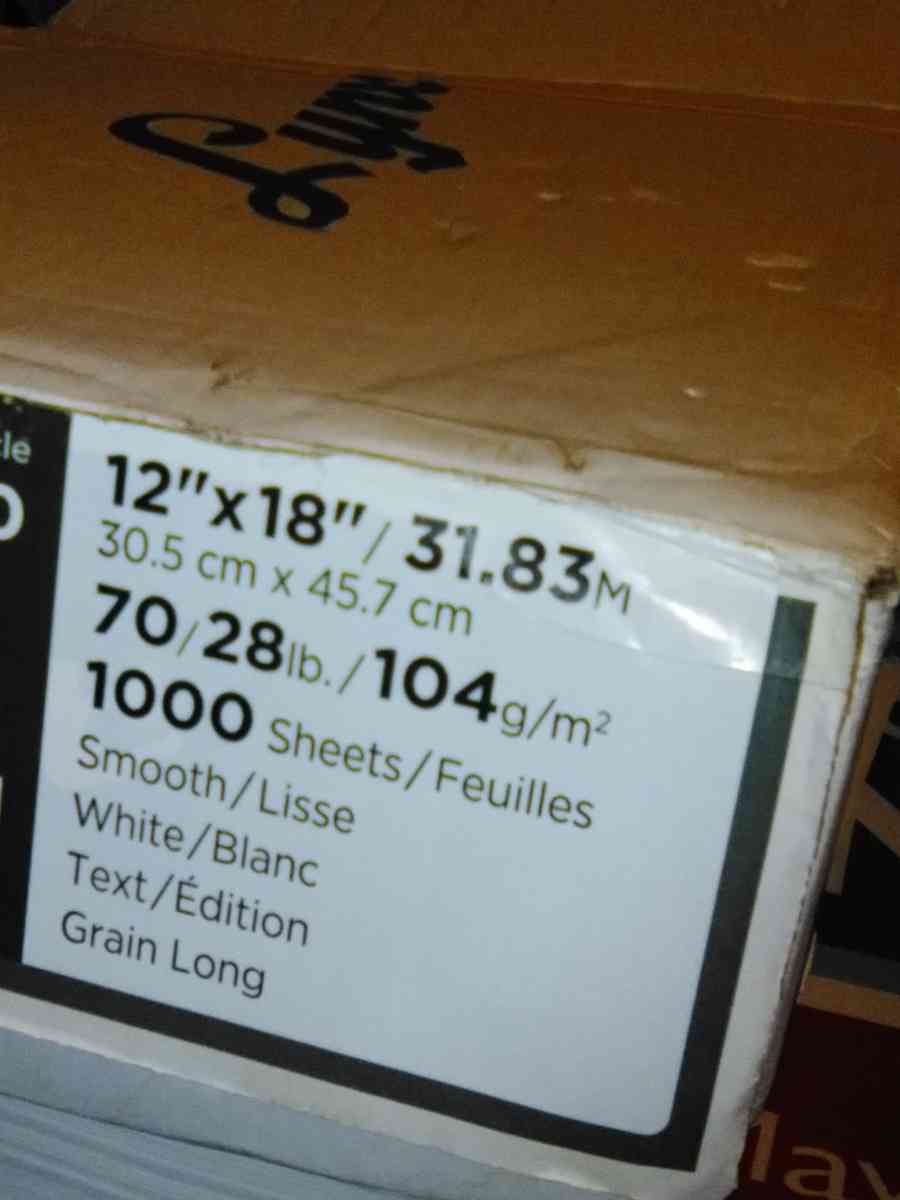 12"x18"/ 31.83M
30.5 cm x 45.7 cm
70/28lb./104g/m²
1000 Sheets/Feuilles
Smooth/Lisse
White/Blanc
Text/Édition
Grain Long